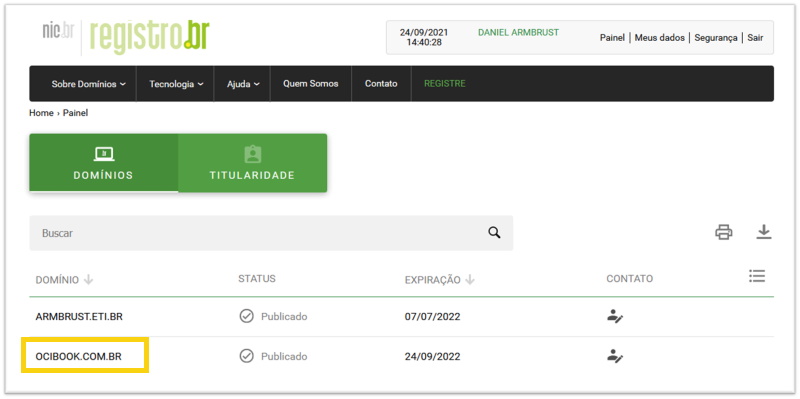 nic.br registro.br
24/09/2021 DANIEL ARMBRUST Painel | Meus dados | Segurança | Sair
14:40:28
Sobre Domínios Tecnologia Ajuda Quem Somos Contato REGISTRE
Home › Painel
br
DOMÍNIOS TITULARIDADE
Buscar
DOMÍNIO STATUS EXPIRAÇÃO CONTATO
ARMBRUST.ETI.BR Publicado 07/07/2022
OCIBOOK.COM.BR Publicado 24/09/2022